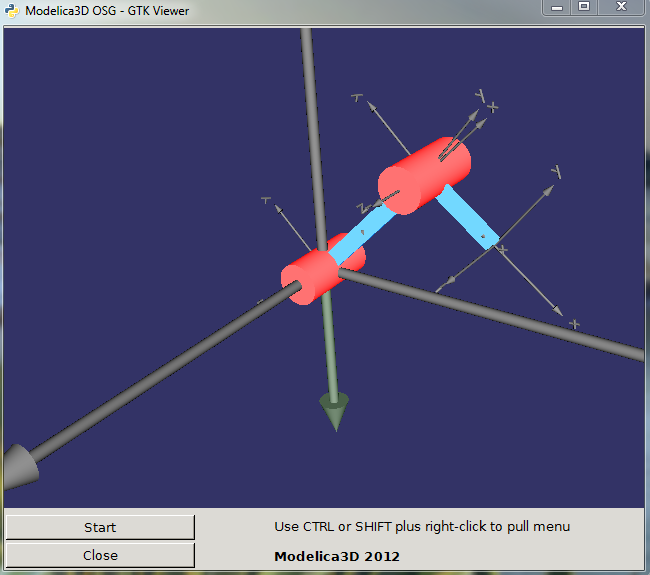 Modelica3D OSG - GTK Viewer
Y
X
Y
X
Start
Use CTRL or SHIFT plus right-click to pull menu
Close
Modelica3D 2012